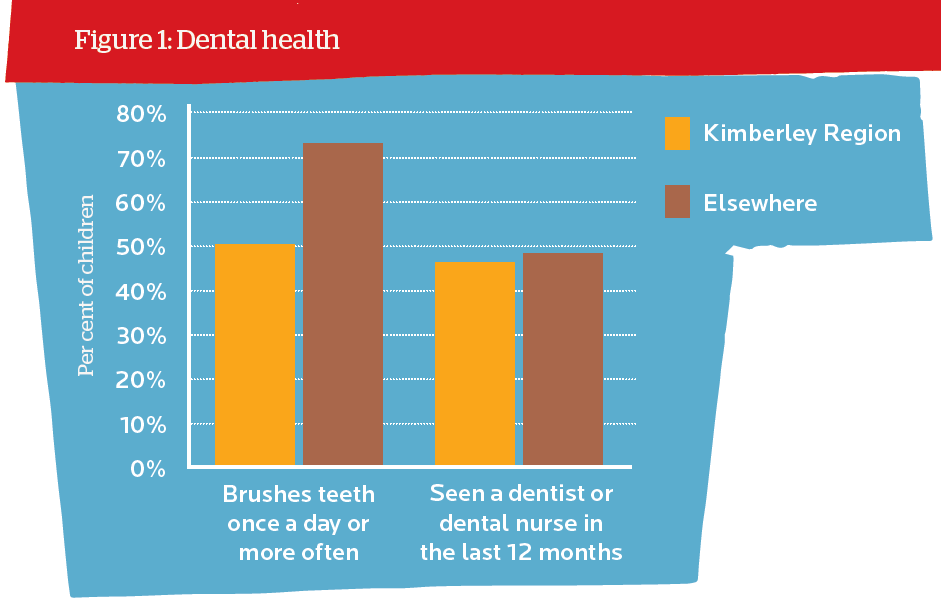 Figure 1: Dental health
80%
70%
60%
50%
40%
30%
20%
10%
0%
Per cent of children
Kimberley Region
Elsewhere
Brushes teeth
once a day or
more often
Seen a dentist or
dental nurse in
the last 12 months